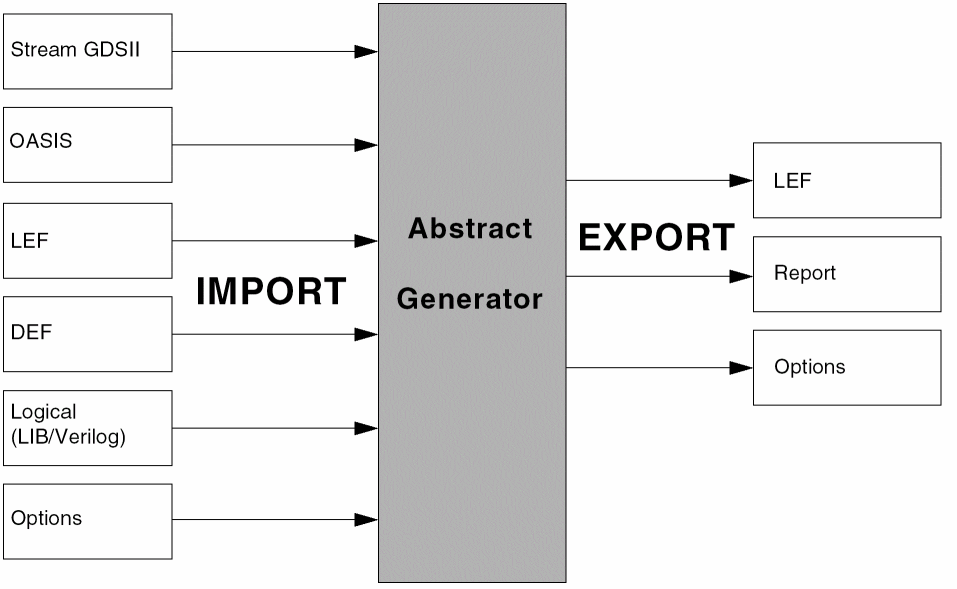 Stream GDSII
OASIS
LEF
DEF
Logical
(LIB/Verilog)
Options
IMPORT
Abstract
Generator
EXPORT
LEF
Report
Options